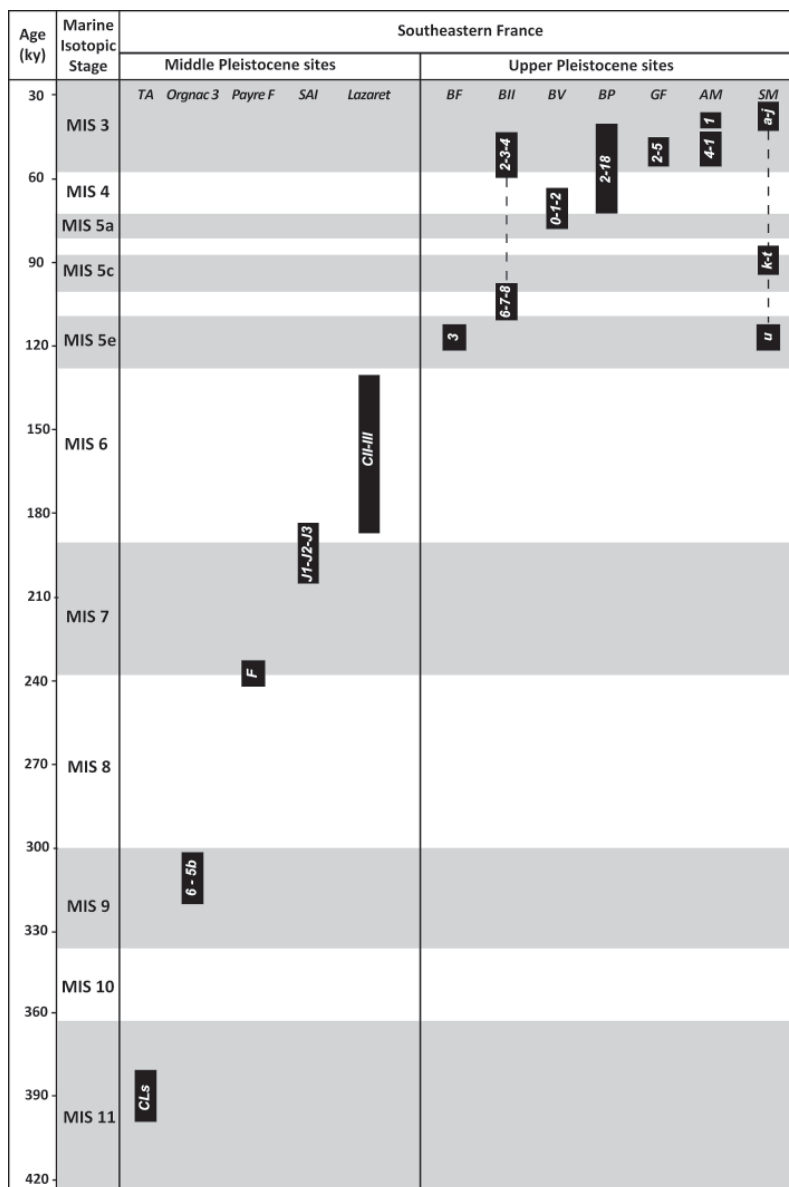 Age
(ky)
Marine
Isotopic
Stage
Southeastern France
Middle Pleistocene sites
Upper Pleistocene sites
30
MIS 3
TA
Orgnac 3
Payre F
SAI
Lazaret
BF
BII
BV
BP
GF
AM
SM
1
a-j
2-3-4
2-18
2-5
4-1
60
MIS 4
0-1-2
MIS 5a
90
MIS 5c
k-t
6-7-8
120
MIS 5e
3
u
150
MIS 6
CII-III
180
J1-J2-J3
210
MIS 7
F
240
270
MIS 8
300
6 - 5b
330
MIS 9
MIS 10
360
390
CLs
MIS 11
420